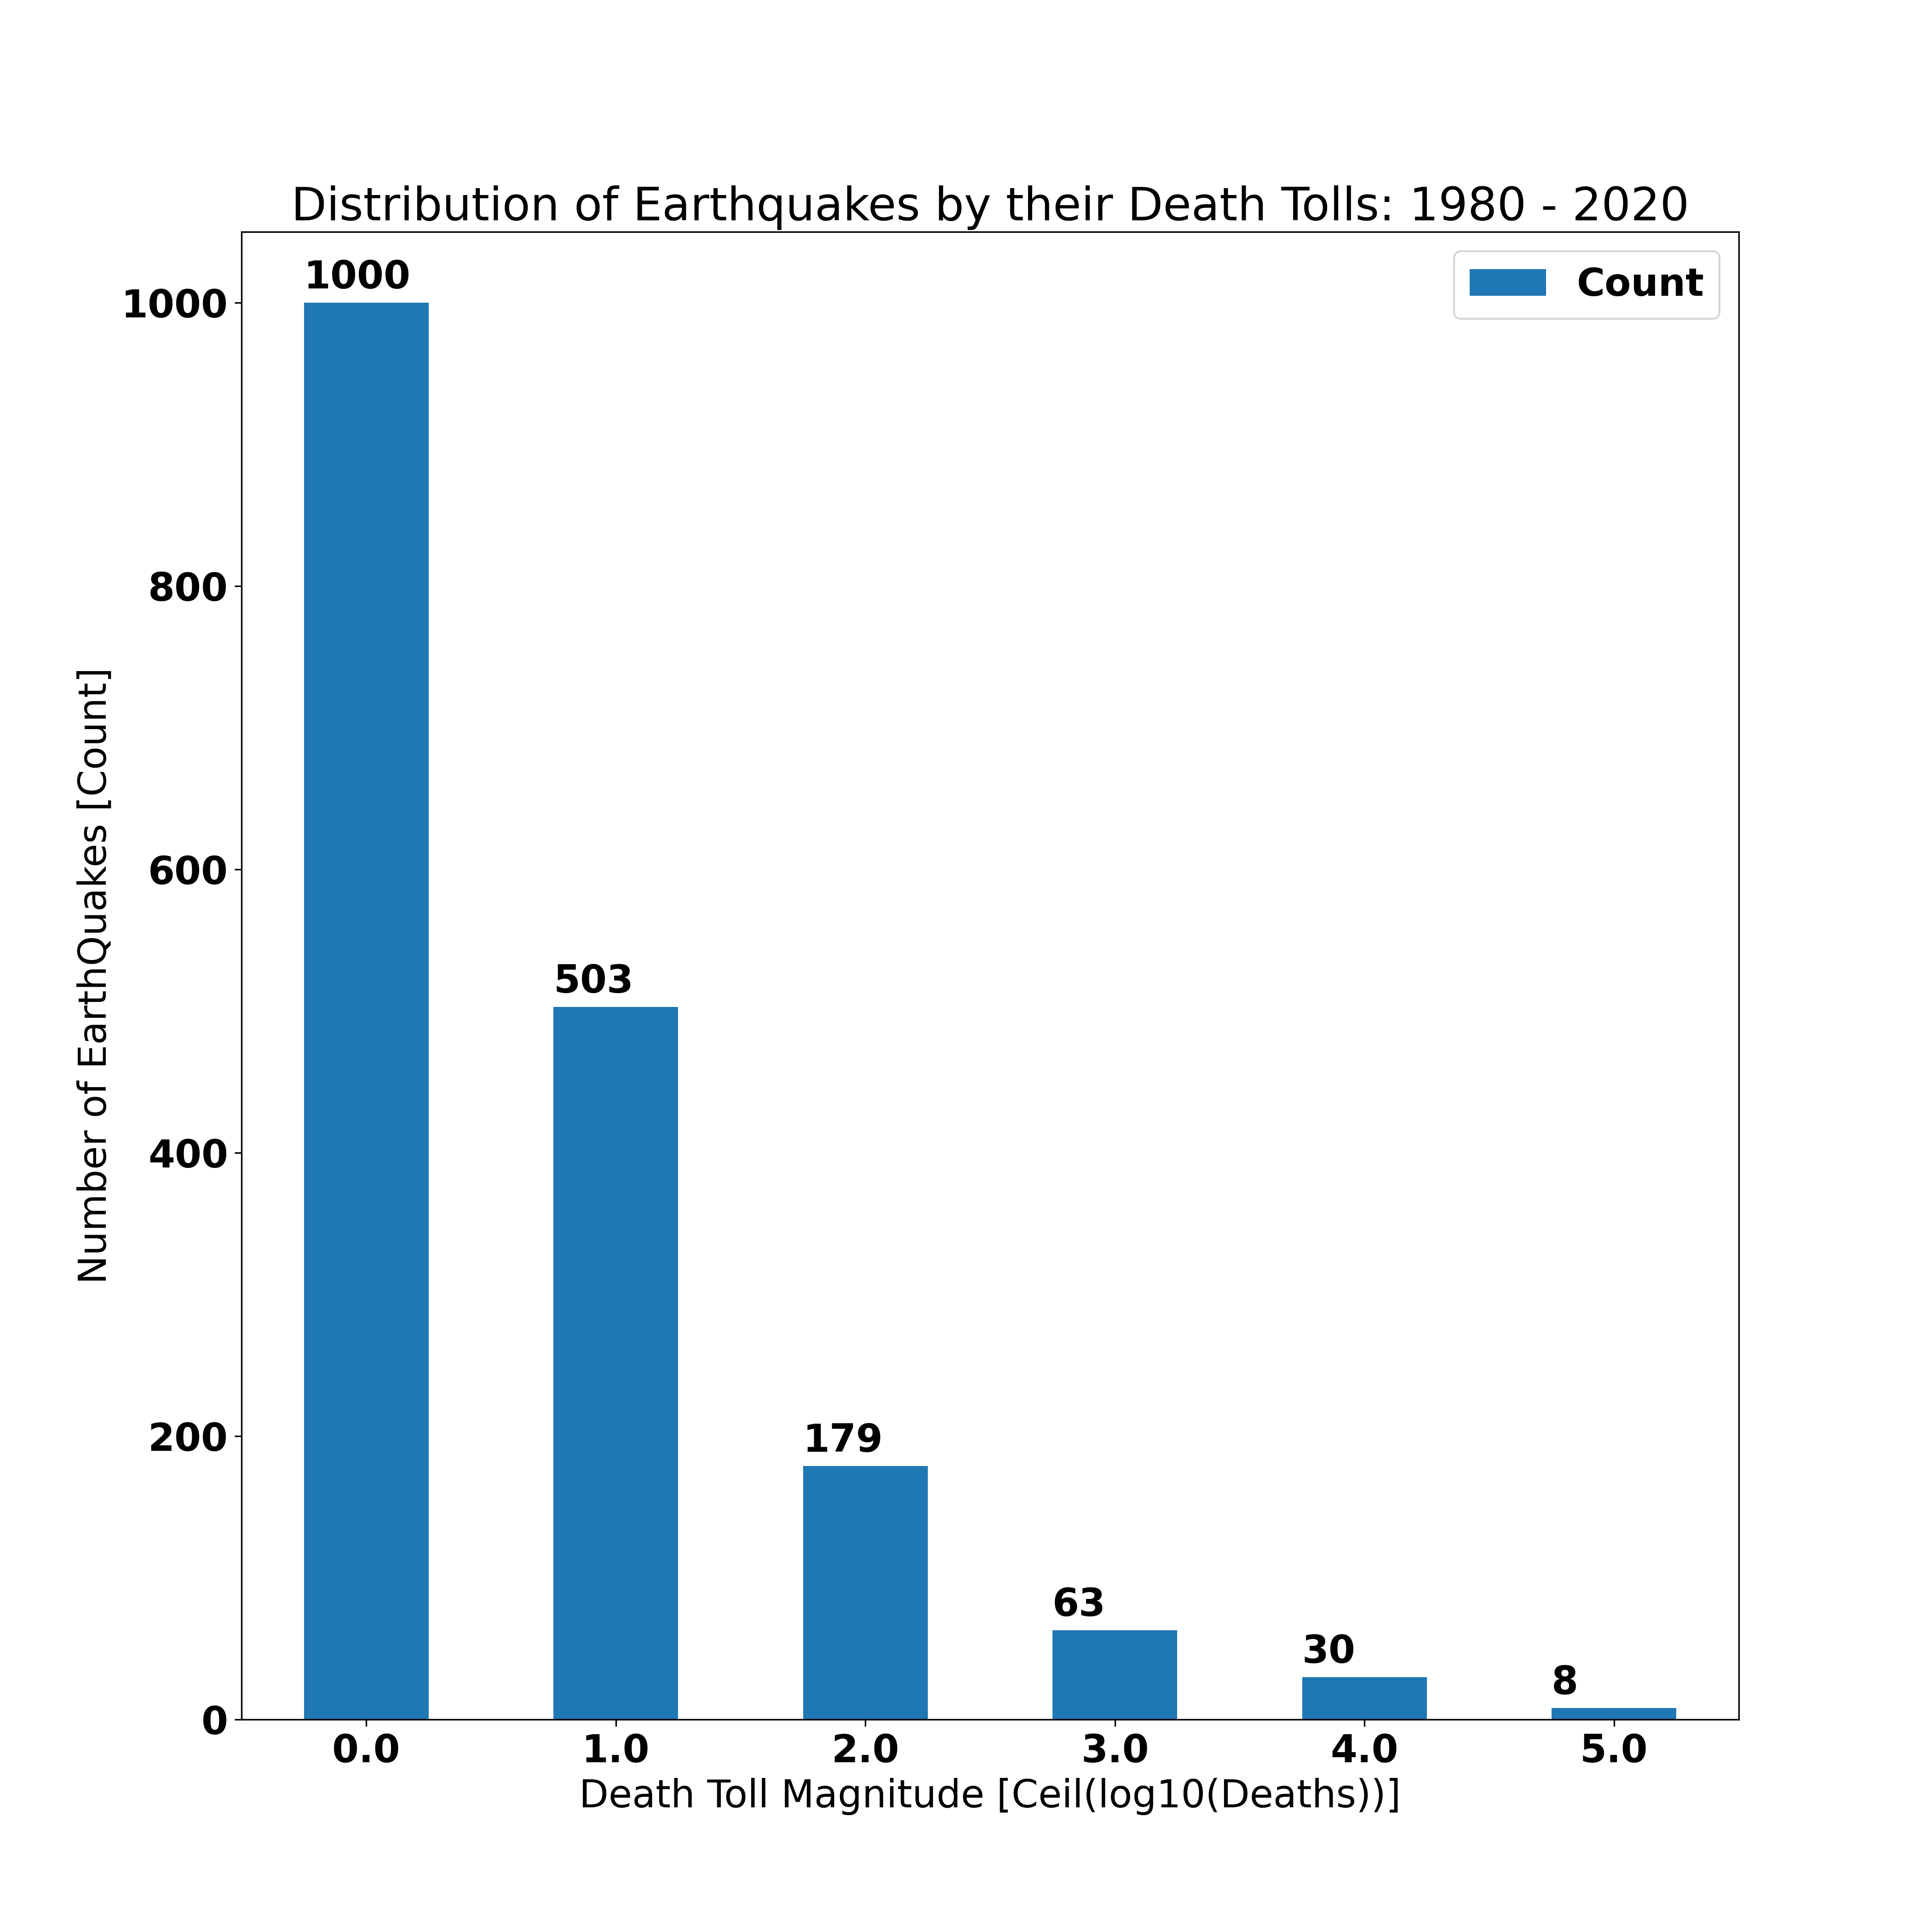 Distribution of Earthquakes by their Death Tolls: 1980 - 2020
Count
Number of EarthQuakes [Count]
1000
800
600
400
200
0
1000
503
179
63
30
8
0.0 1.0 2.0 3.0 4.0 5.0
Death Toll Magnitude [Ceil(log10(Deaths))]